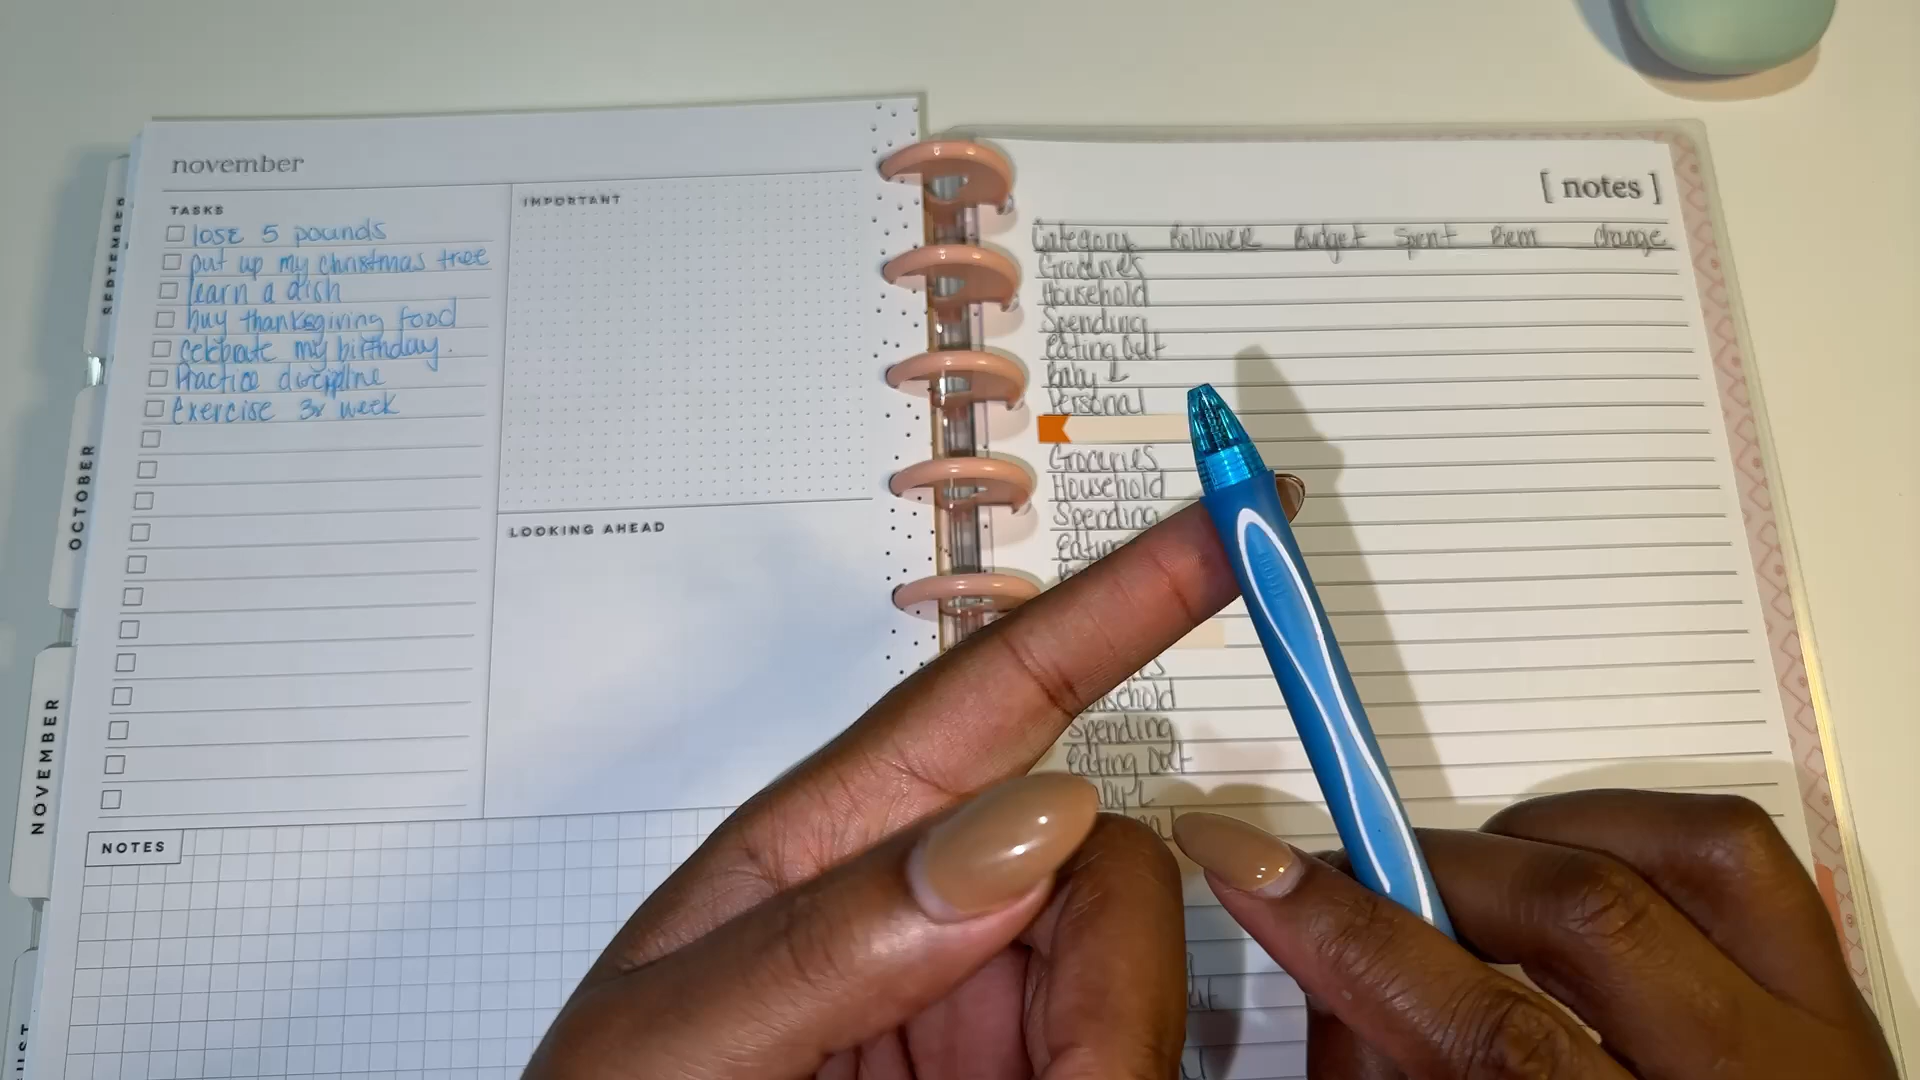 november
TASKS
lose 5 pounds
put up my christmas tree
learn a dish
buy thanksgiving food
celebrate my birthday.
Practice discipline
Exercise 3x week
IMPORTANT
LOOKING AHEAD
NOTES
SEPTEMBER
OCTOBER
NOVEMBER
[ notes ]
Category Rollover Budget Spent Rem change
Groceries
Household
Spending
Eating Out
Baby L
Personal
Groceries
Household
Spending
Eating
Spending
Eating Out